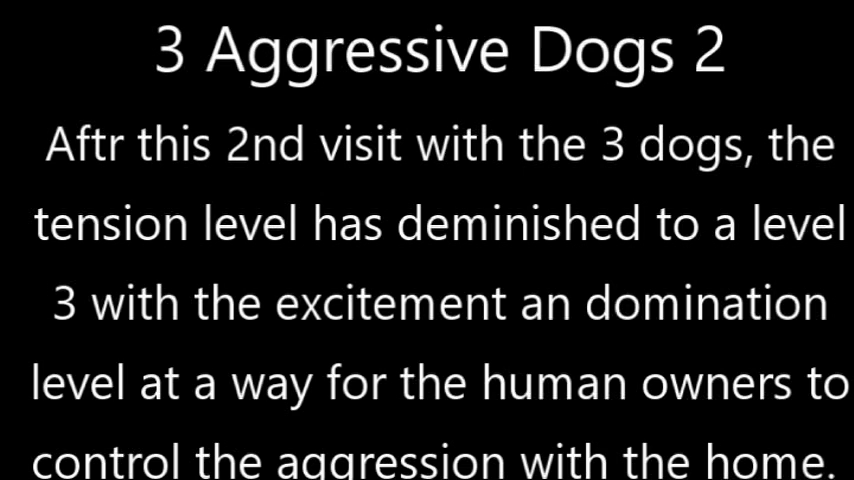 3 Aggressive Dogs 2
Aftr this 2nd visit with the 3 dogs, the
tension level has deminished to a level
3 with the excitement an domination
level at a way for the human owners to
control the aggression with the home.